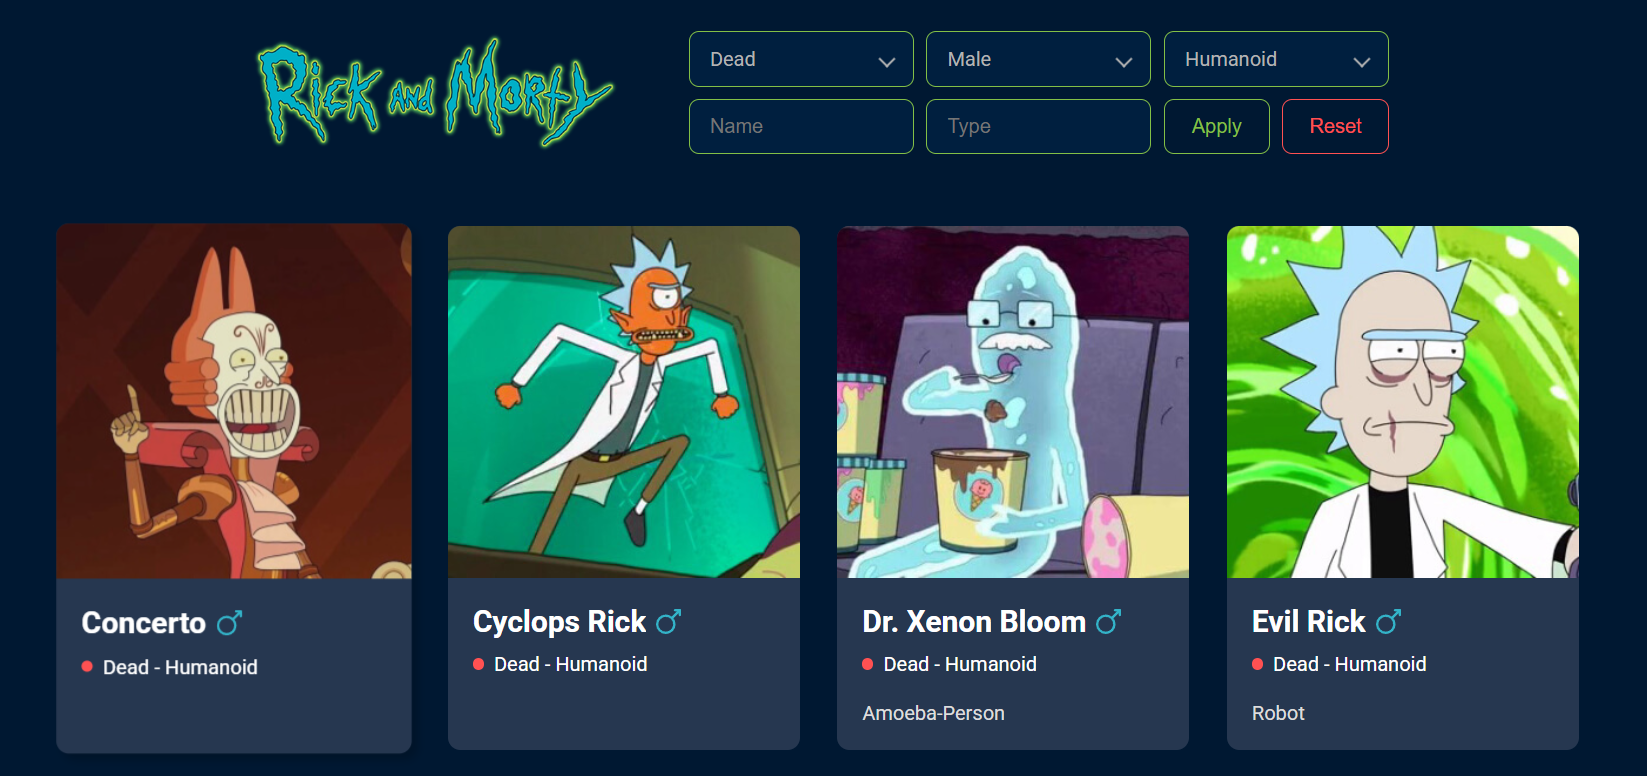 Rick and Morty
Dead
Male
Humanoid
Name
Type
Apply
Reset
Concerto
Dead - Humanoid
Cyclops Rick
Dead - Humanoid
Dr. Xenon Bloom
Dead - Humanoid
Amoeba-Person
Evil Rick
Dead - Humanoid
Robot